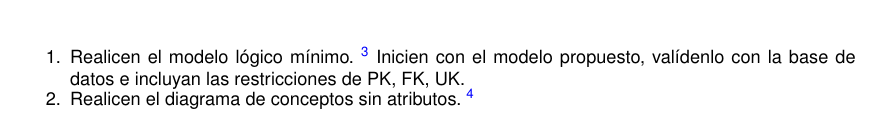 1. Realicen el modelo lógico mínimo. 3 Inicien con el modelo propuesto, valídenlo con la base de
datos e incluyan las restricciones de PK, FK, UK.
2. Realicen el diagrama de conceptos sin atributos. 4